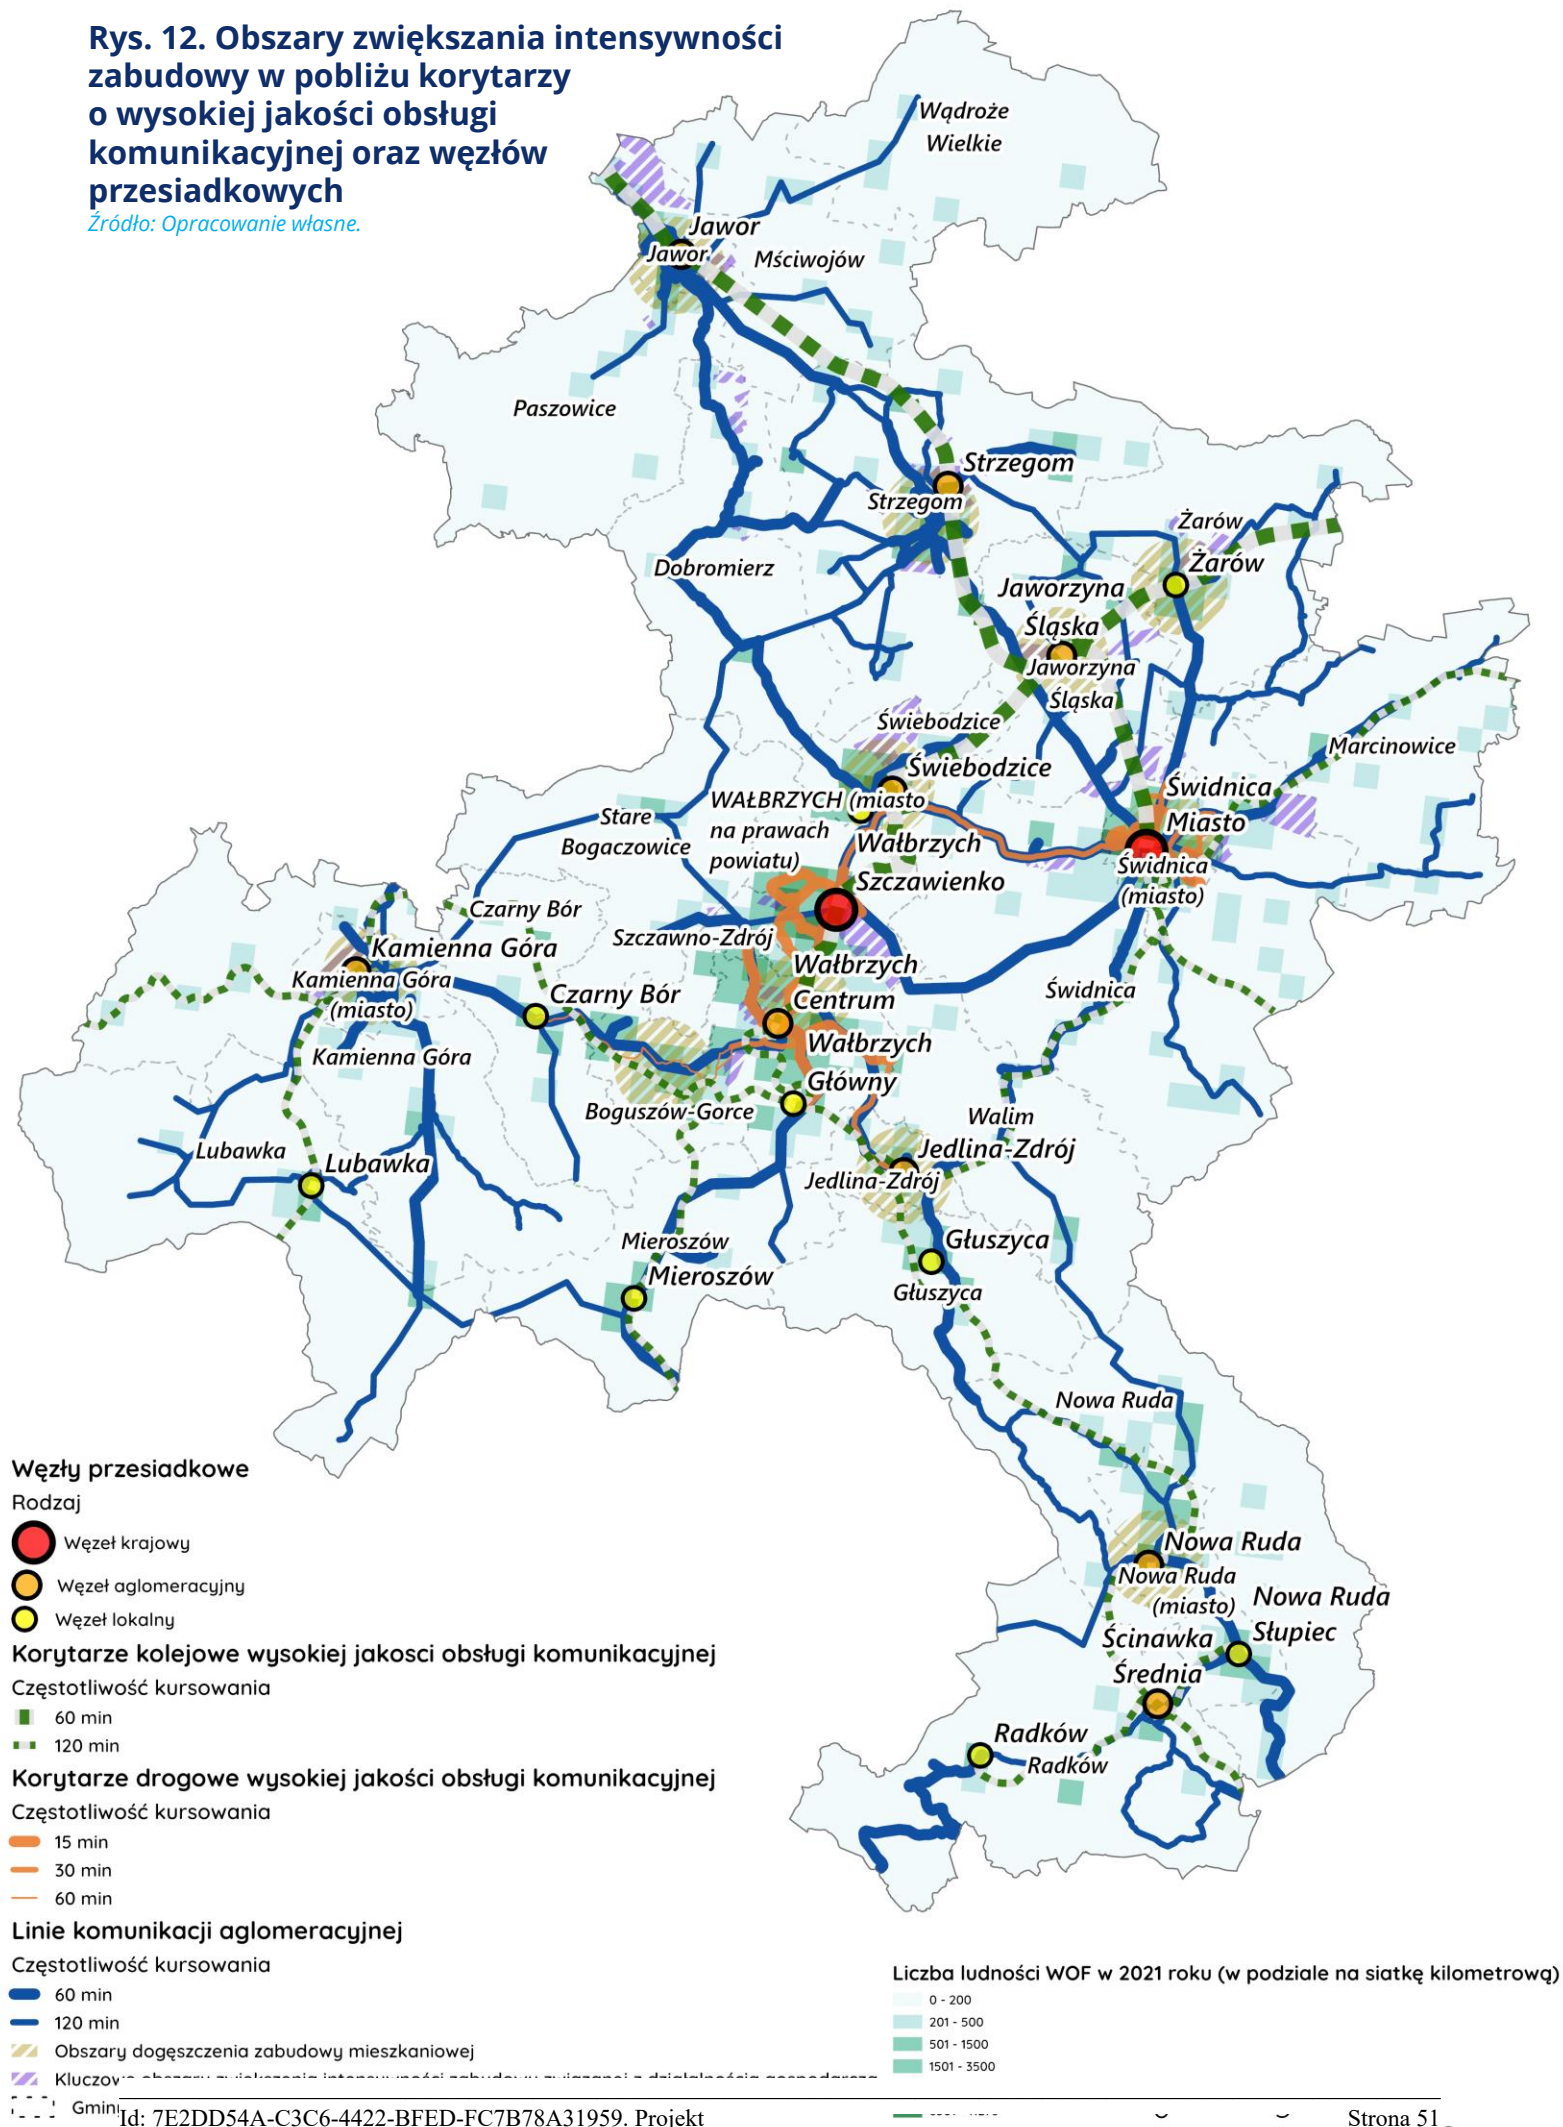 Rys. 12. Obszary zwiększania intensywności
zabudowy w pobliżu korytarzy
o wysokiej jakości obsługi
komunikacyjnej oraz węzłów
przesiadkowych
Źródło: Opracowanie własne.
Wądroże
Wielkie
Jawor
Jawor
Mściwojów
Paszowice
Strzegom
Strzegom
Żarów
Żarów
Dobromierz
Jaworzyna
Śląska
Jaworzyna
Śląska
Świebodzice
Marcinowice
Świebodzice
Świdnica
Miasto
WAŁBRZYCH (miasto
na prawach
powiatu)
Stare
Bogaczowice
Wałbrzych
Szczawienko
Świdnica
(miasto)
Czarny Bór
Szczawno-Zdrój
Kamienna Góra
Kamienna Góra
(miasto)
Wałbrzych
Centrum
Czarny Bór
Świdnica
Kamienna Góra
Wałbrzych
Główny
Boguszów-Gorce
Walim
Lubawka
Lubawka
Jedlina-Zdrój
Jedlina-Zdrój
Mieroszów
Mieroszów
Głuszyca
Głuszyca
Nowa Ruda
Nowa Ruda
Nowa Ruda
(miasto)
Nowa Ruda
Słupiec
Ścinawka
Średnia
Radków
Radków
Węzły przesiadkowe
Rodzaj
Węzeł krajowy
Węzeł aglomeracyjny
Węzeł lokalny
Korytarze kolejowe wysokiej jakosci obsługi komunikacyjnej
Częstotliwość kursowania
60 min
120 min
Korytarze drogowe wysokiej jakości obsługi komunikacyjnej
Częstotliwość kursowania
15 min
30 min
60 min
Linie komunikacji aglomeracyjnej
Częstotliwość kursowania
60 min
120 min
Obszary dogęszczenia zabudowy mieszkaniowej
Liczba ludności WOF w 2021 roku (w podziale na siatkę kilometrową)
0 - 200
201 - 500
501 - 1500
1501 - 3500
Id: 7E2DD54A-C3C6-4422-BFED-FC7B78A31959. Projekt
Strona 51